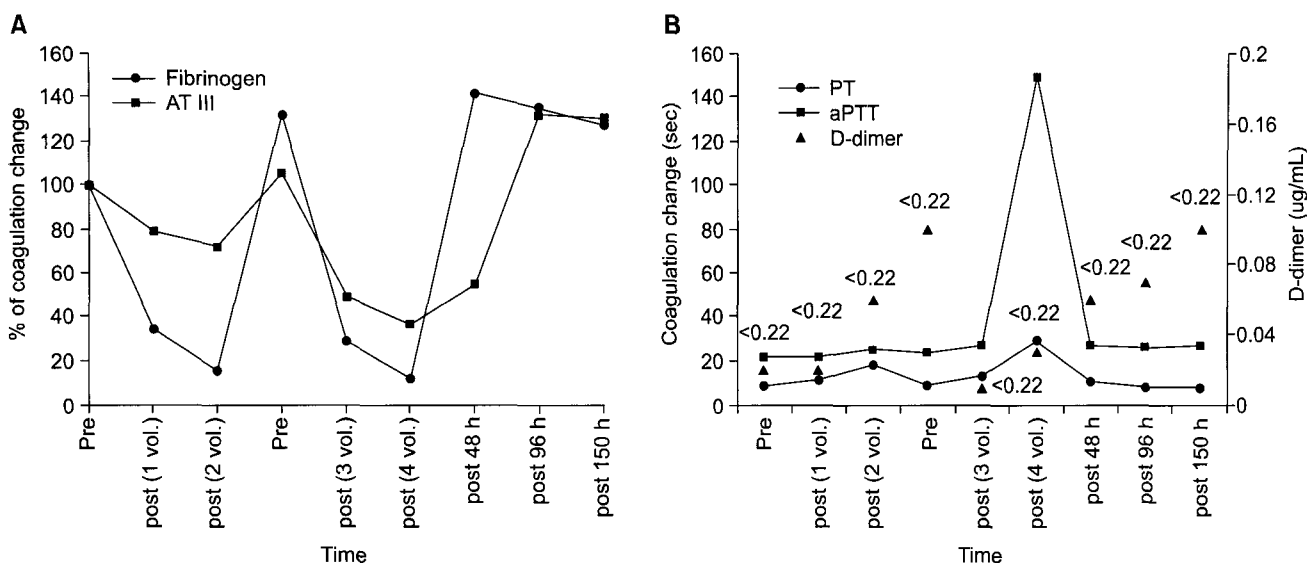 A
% of coagulation change
160
140
120
100
80
60
40
20
0
Fibrinogen
AT III
Pre
post (1 vol.)
post (2 vol.)
Pre
post (3 vol.)
post (4 vol.)
post 48 h
post 96 h
post 150 h
Time
B
Coagulation change (sec)
160
140
160
100
80
60
40
20
0
PT
aPTT
D-dimer
<0.22
<0.22
<0.22
<0.22
<0.22
<0.22
<0.22
<0.22
<0.22
0.2
0.16
0.12
0.08
0.04
0
D-dimer (ug/mL)
Pre
post (1 vol.)
post (2 vol.)
Pre
post (3 vol.)
post (4 vol.)
post 48 h
post 96 h
post 150 h
Time